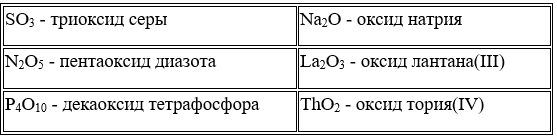 SO3 - триоксид серы Na2O - оксид натрия
N2O5 - пентаоксид диазота La2O3 - оксид лантана(III)
P4O10 - декаоксид тетрафосфора ThO2 - оксид тория(IV)